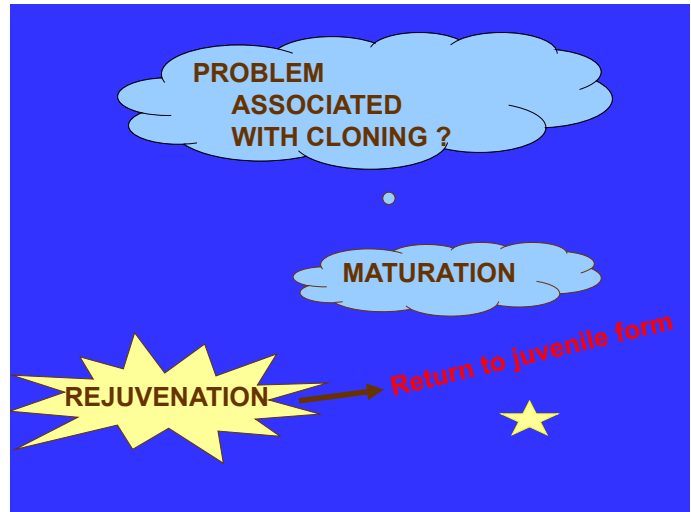 PROBLEM
ASSOCIATED
WITH CLONING ?
MATURATION
Return to juvenile form
REJUVENATION